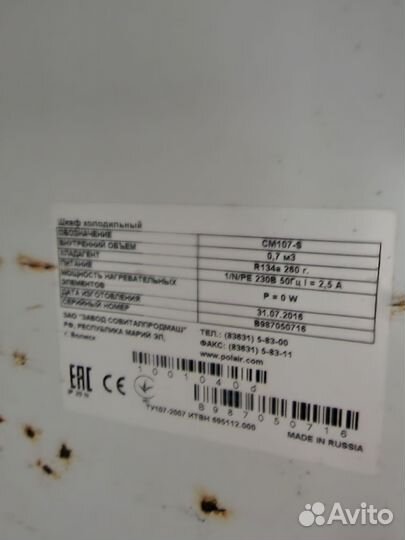 Шкаф холодильный
ОБОЗНАЧЕНИЕ CM107-S
ВНУТРЕННИЙ ОБЪЕМ 0,7 м3
ХЛАДАГЕНТ R134a 260 г.
ПИТАНИЕ 1/N/PE 230В 50Гц I = 2,5 А
МОЩНОСТЬ НАГРЕВАТЕЛЬНЫХ ЭЛЕМЕНТОВ P = 0 W
ДАТА ИЗГОТОВЛЕНИЯ 31.07.2016
СЕРИЙНЫЙ НОМЕР B987050716
ЗАО "ЗАВОД СОВИТАЛПРОДМАШ"
РФ, РЕСПУБЛИКА МАРИЙ ЭЛ,
г. Волжск
ТЕЛ.: (83631) 5-83-00
ФАКС: (83631) 5-83-11
www.polair.com
1001040d
EAC CE
B987050716
ТУ107-2007 ИТВН 695112.000
MADE IN RUSSIA
Avito